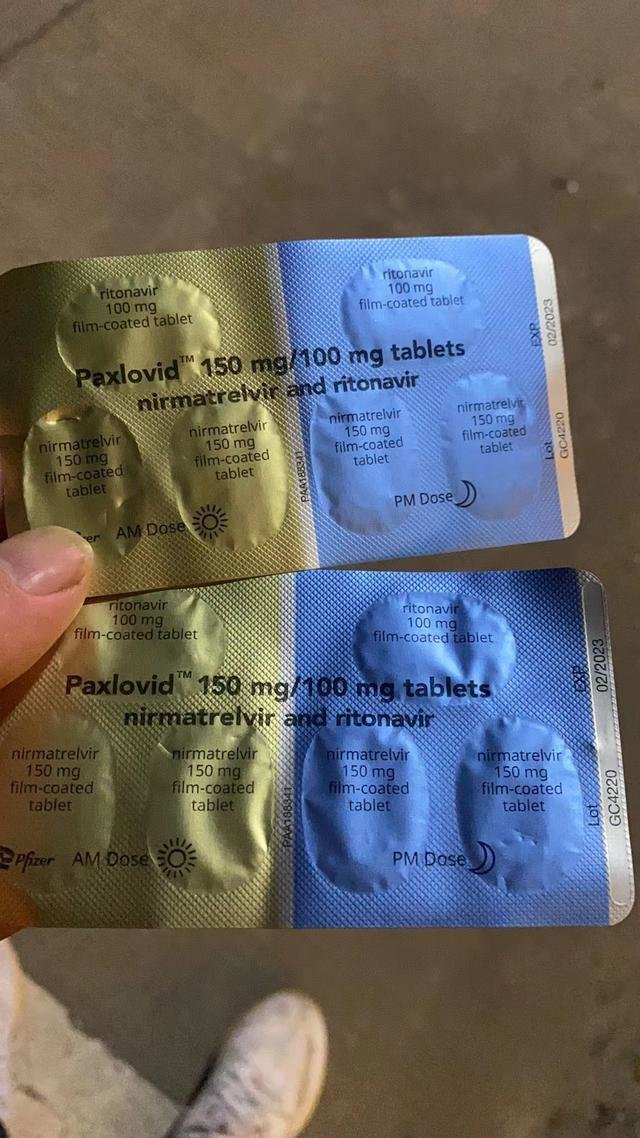 ritonavir
100 mg
film-coated tablet
ritonavir
100 mg
film-coated tablet
Paxlovid™ 150 mg/100 mg tablets
nirmatrelvir and ritonavir
nirmatrelvir
150 mg
film-coated
tablet
nirmatrelvir
150 mg
film-coated
tablet
nirmatrelvir
150 mg
film-coated
tablet
nirmatrelvir
150 mg
film-coated
tablet
AM Dose
PM Dose
PAA188341
EXP
02/2023
Lot
GC4220
ritonavir
100 mg
film-coated tablet
ritonavir
100 mg
film-coated tablet
Paxlovid™ 150 mg/100 mg tablets
nirmatrelvir and ritonavir
nirmatrelvir
150 mg
film-coated
tablet
nirmatrelvir
150 mg
film-coated
tablet
nirmatrelvir
150 mg
film-coated
tablet
nirmatrelvir
150 mg
film-coated
tablet
Pfizer
AM Dose
PM Dose
PAA188341
EXP
02/2023
Lot
GC4220